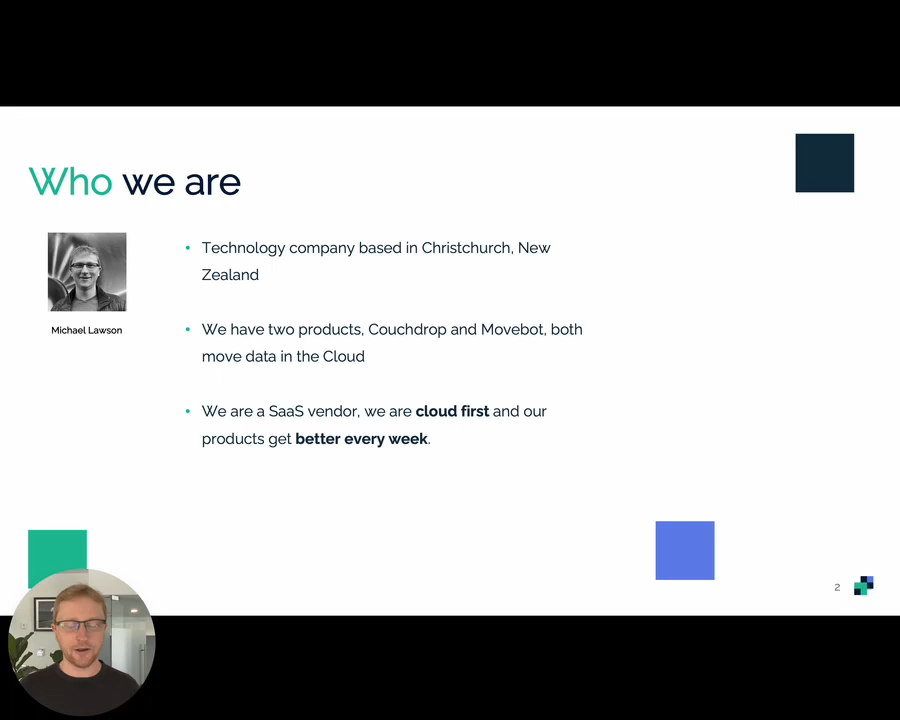 Who we are
Michael Lawson
• Technology company based in Christchurch, New
Zealand
• We have two products, Couchdrop and Movebot, both
move data in the Cloud
• We are a SaaS vendor, we are cloud first and our
products get better every week.
2